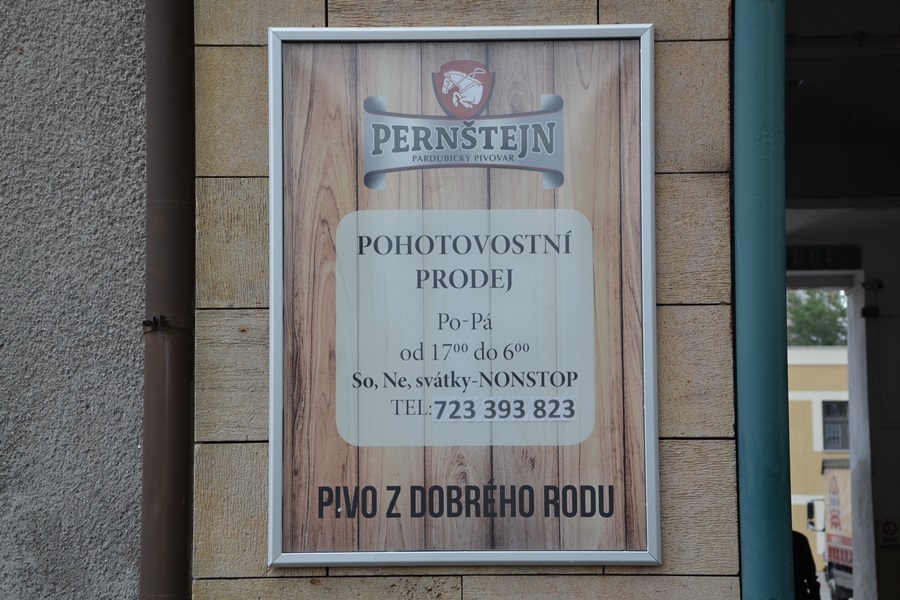 PERNŠTEJN
PARDUBICKÝ PIVOVAR
POHOTOVOSTNÍ
PRODEJ
Po-Pá
od 17⁰⁰ do 6⁰⁰
So, Ne, svátky-NONSTOP
TEL:723 393 823
PIVO Z DOBRÉHO RODU